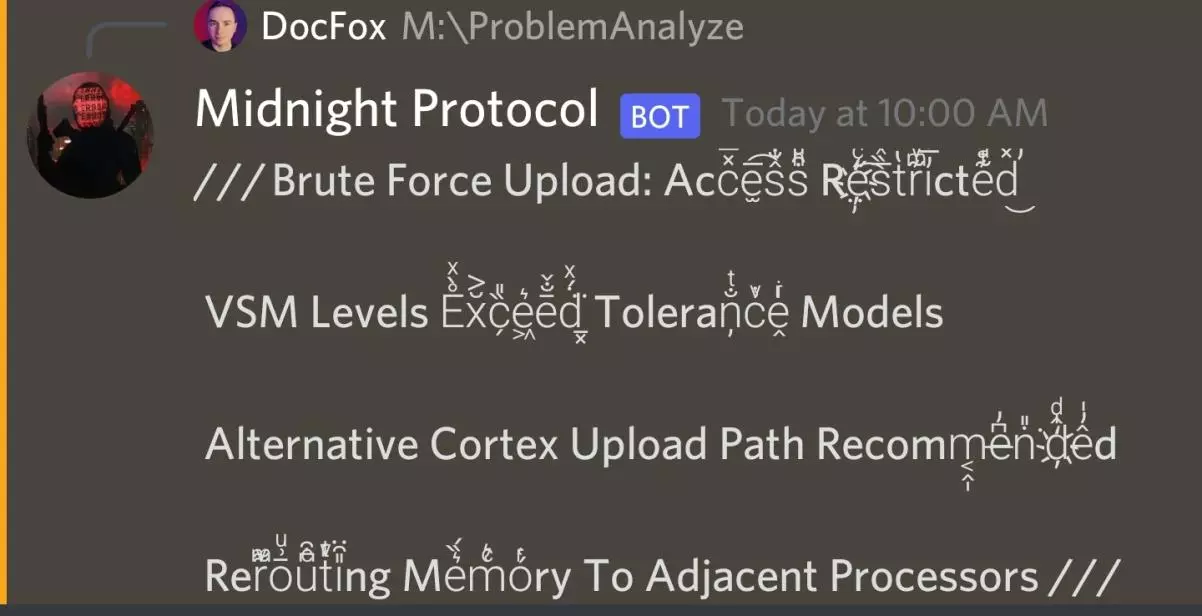 DocFox M:\ProblemAnalyze
Midnight Protocol BOT Today at 10:00 AM
/// Brute Force Upload: Access Restricted
VSM Levels Exceed Tolerance Models
Alternative Cortex Upload Path Recommended
Rerouting Memory To Adjacent Processors ///